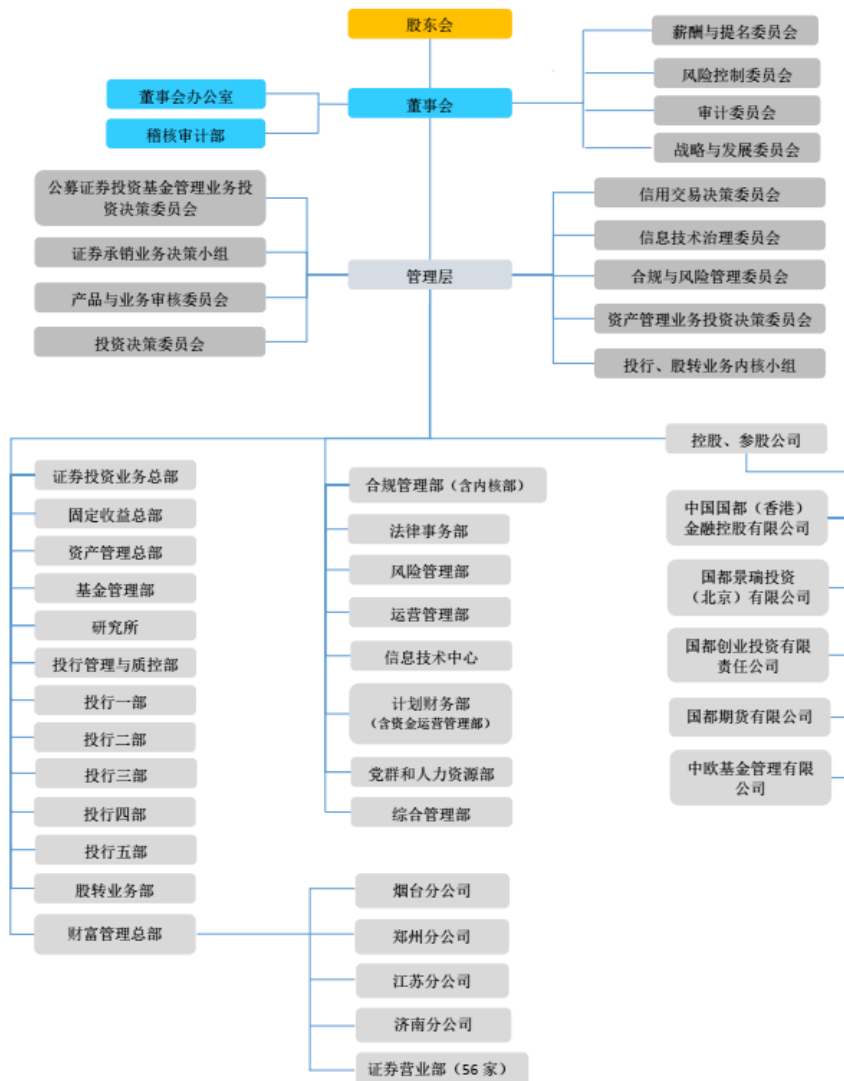 股东会
董事会
董事会办公室
稽核审计部
薪酬与提名委员会
风险控制委员会
审计委员会
战略与发展委员会
管理层
公募证券投资基金管理业务投
资决策委员会
证券承销业务决策小组
产品与业务审核委员会
投资决策委员会
信用交易决策委员会
信息技术治理委员会
合规与风险管理委员会
资产管理业务投资决策委员会
投行、股转业务内核小组
证券投资业务总部
固定收益总部
资产管理总部
基金管理部
研究所
投行管理与质控部
投行一部
投行二部
投行三部
投行四部
投行五部
股转业务部
财富管理总部
合规管理部（含内核部）
法律事务部
风险管理部
运营管理部
信息技术中心
计划财务部
（含资金运营管理部）
党群和人力资源部
综合管理部
烟台分公司
郑州分公司
江苏分公司
济南分公司
证券营业部（56 家）
控股、参股公司
中国国都（香港）
金融控股有限公司
国都景瑞投资
（北京）有限公司
国都创业投资有限
责任公司
国都期货有限公司
中欧基金管理有限
公司